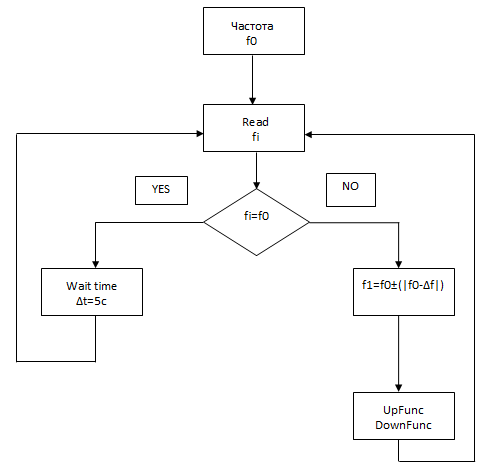 Частота
f0
Read
fi
YES
NO
fi=f0
Wait time
Δt=5c
f1=f0±(|f0-Δf|)
UpFunc
DownFunc